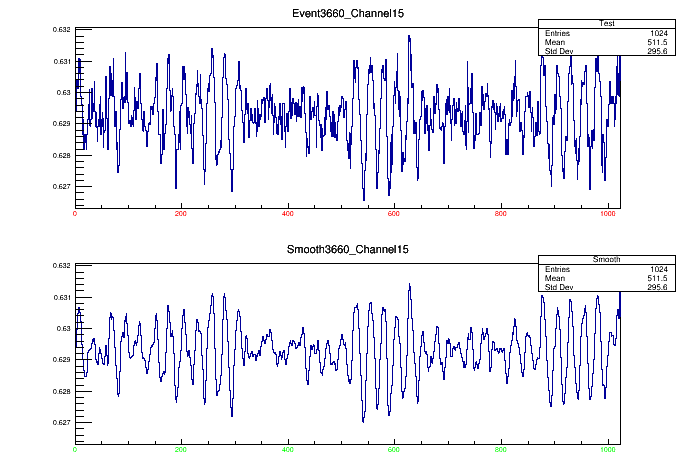 Event3660_Channel15
Test
Entries 1024
Mean 511.5
Std Dev 295.6
0.632
0.631
0.63
0.629
0.628
0.627
0 200 400 600 800 1000
Smooth3660_Channel15
Smooth
Entries 1024
Mean 511.5
Std Dev 295.6
0.632
0.631
0.63
0.629
0.628
0.627
0 200 400 600 800 1000